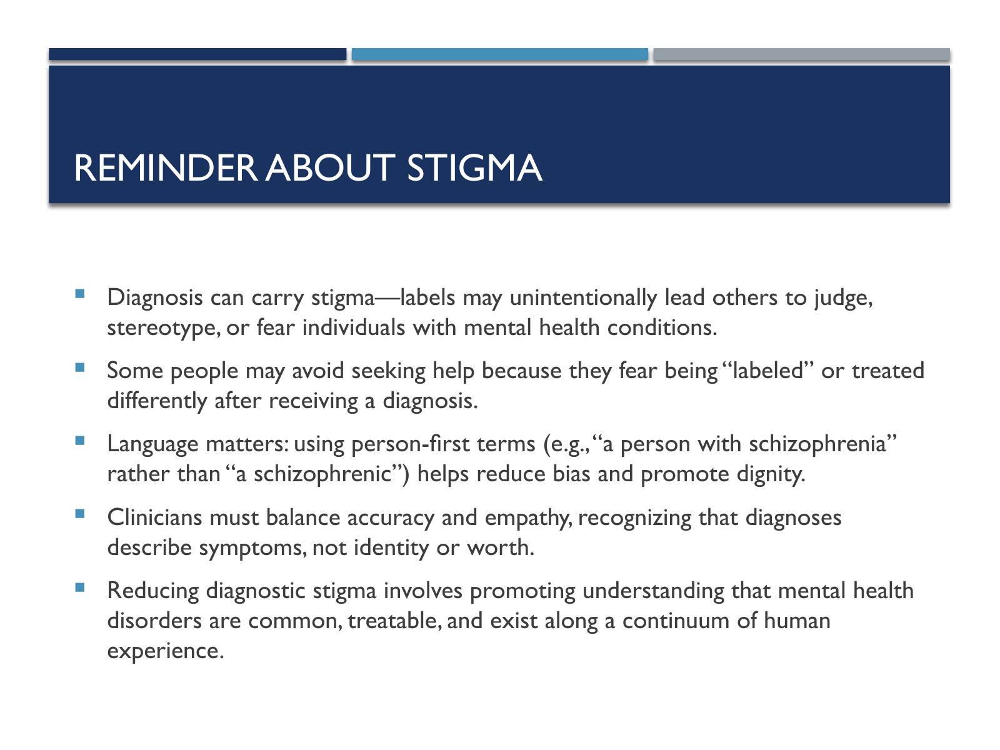 REMINDER ABOUT STIGMA
Diagnosis can carry stigma—labels may unintentionally lead others to judge,
stereotype, or fear individuals with mental health conditions.
Some people may avoid seeking help because they fear being “labeled” or treated
differently after receiving a diagnosis.
Language matters: using person-first terms (e.g., “a person with schizophrenia”
rather than “a schizophrenic”) helps reduce bias and promote dignity.
Clinicians must balance accuracy and empathy, recognizing that diagnoses
describe symptoms, not identity or worth.
Reducing diagnostic stigma involves promoting understanding that mental health
disorders are common, treatable, and exist along a continuum of human
experience.